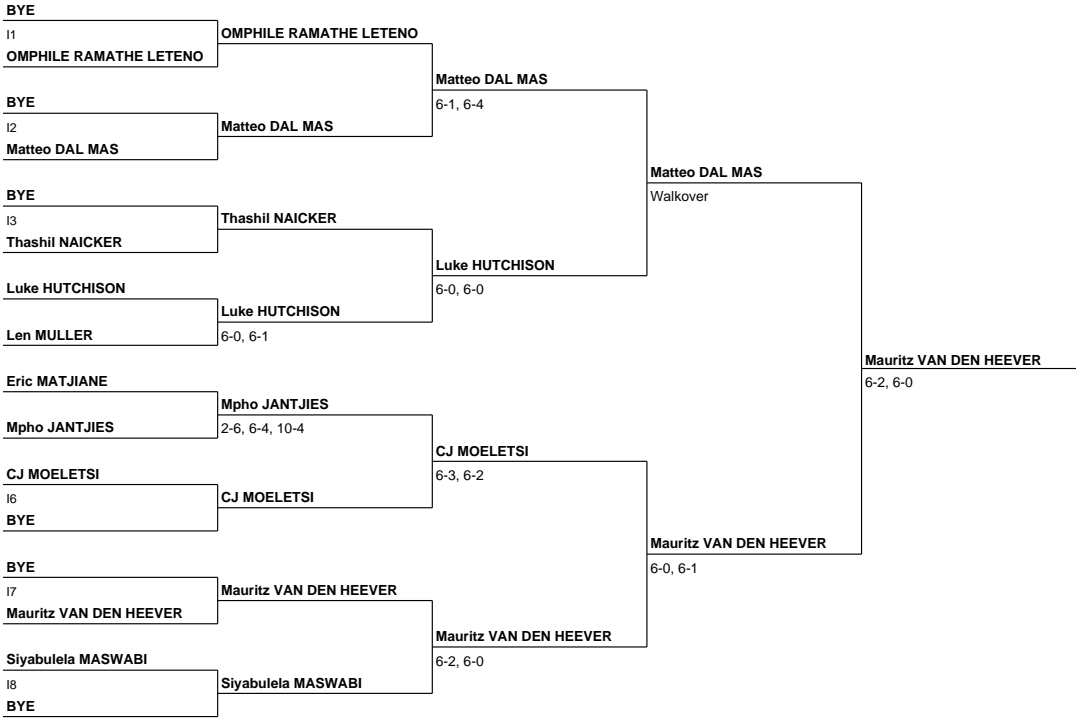 BYE
I1
OMPHILE RAMATHE LETENO
BYE
I2
Matteo DAL MAS
BYE
I3
Thashil NAICKER
Luke HUTCHISON
Len MULLER
Eric MATJIANE
Mpho JANTJIES
CJ MOELETSI
I6
BYE
BYE
I7
Mauritz VAN DEN HEEVER
Siyabulela MASWABI
I8
BYE
OMPHILE RAMATHE LETENO
Matteo DAL MAS
Thashil NAICKER
Luke HUTCHISON
6-0, 6-1
Mpho JANTJIES
2-6, 6-4, 10-4
CJ MOELETSI
Mauritz VAN DEN HEEVER
Siyabulela MASWABI
Matteo DAL MAS
6-1, 6-4
Luke HUTCHISON
6-0, 6-0
CJ MOELETSI
6-3, 6-2
Mauritz VAN DEN HEEVER
6-2, 6-0
Matteo DAL MAS
Walkover
Mauritz VAN DEN HEEVER
6-0, 6-1
Mauritz VAN DEN HEEVER
6-2, 6-0